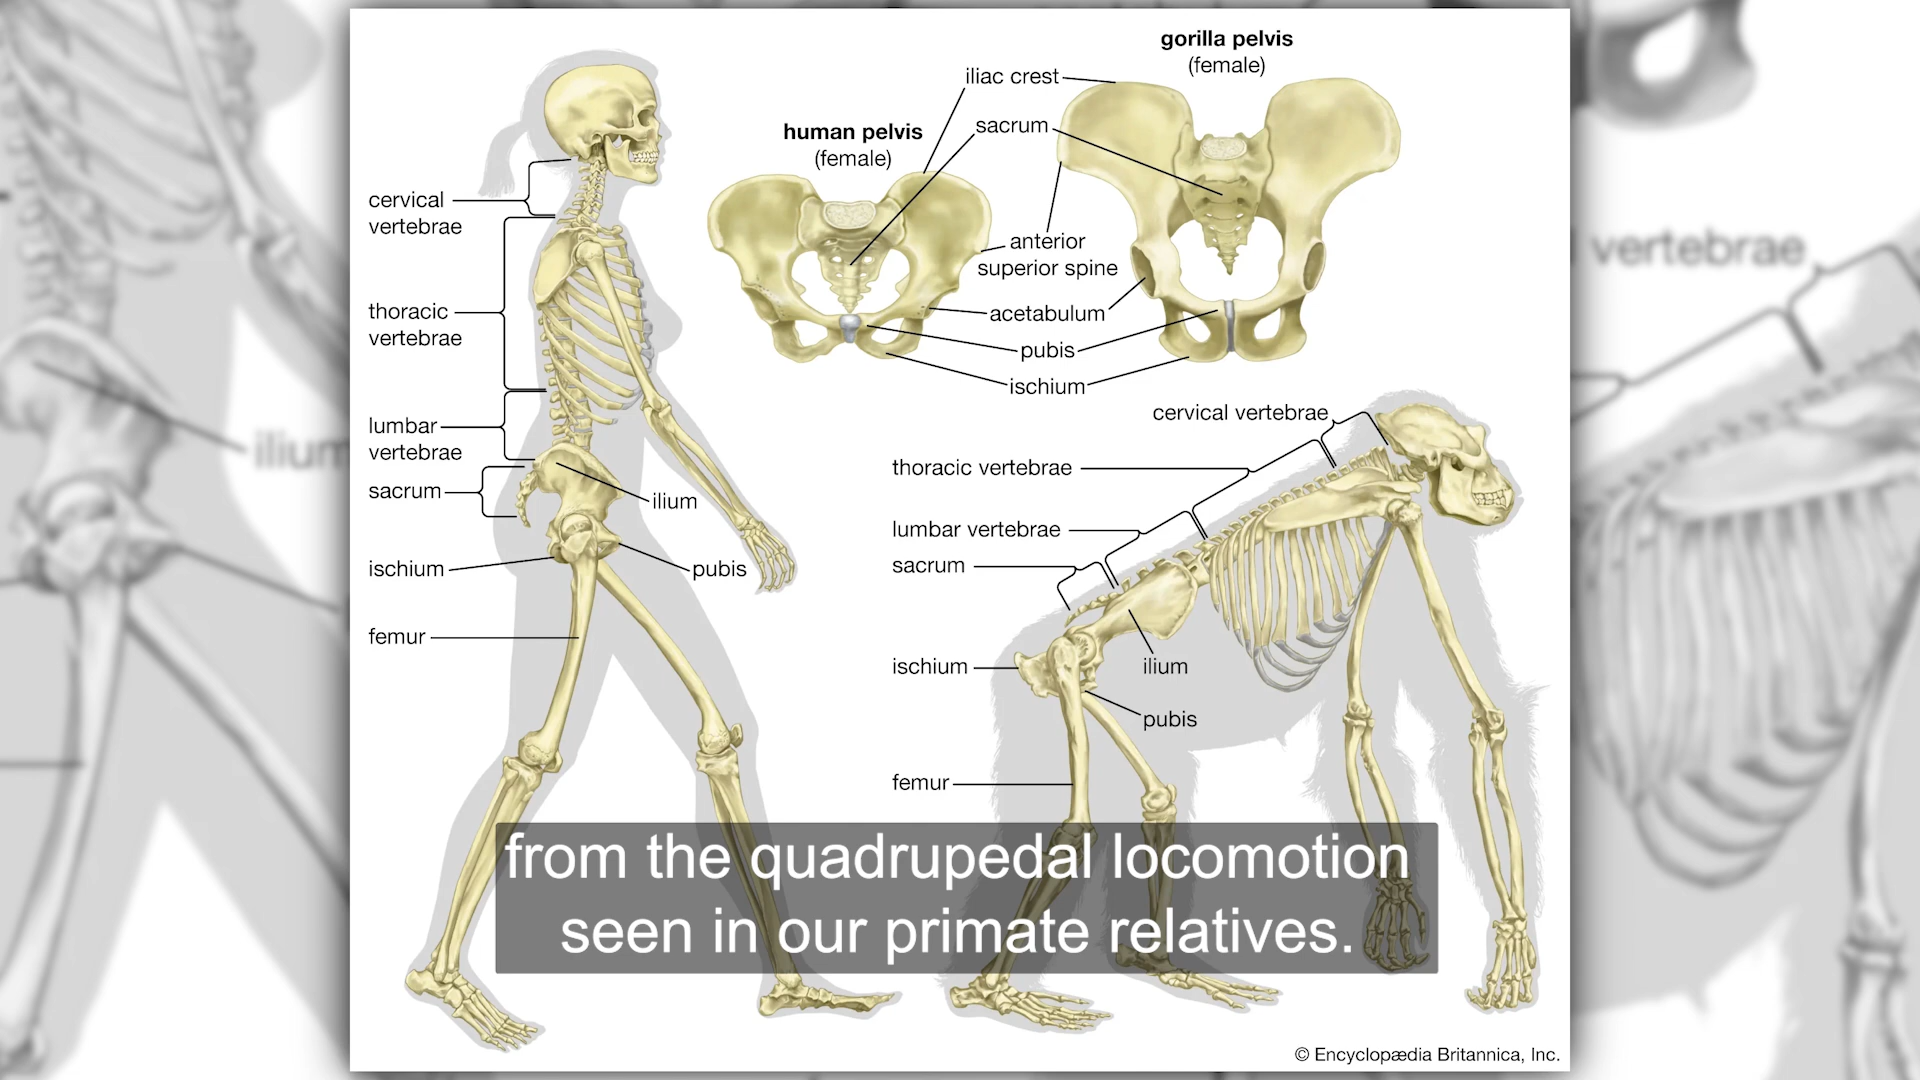 gorilla pelvis
(female)
iliac crest
human pelvis
(female)
sacrum
anterior
superior spine
acetabulum
pubis
ischium
cervical
vertebrae
thoracic
vertebrae
lumbar
vertebrae
sacrum
ilium
ischium
pubis
femur
cervical vertebrae
thoracic vertebrae
lumbar vertebrae
sacrum
ischium
ilium
pubis
femur
from the quadrupedal locomotion
seen in our primate relatives.
© Encyclopædia Britannica, Inc.
ilium
vertebrae